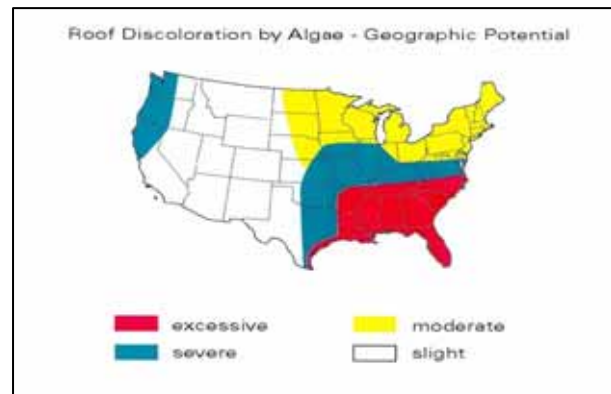 Roof Discoloration by Algae - Geographic Potential
excessive
moderate
severe
slight